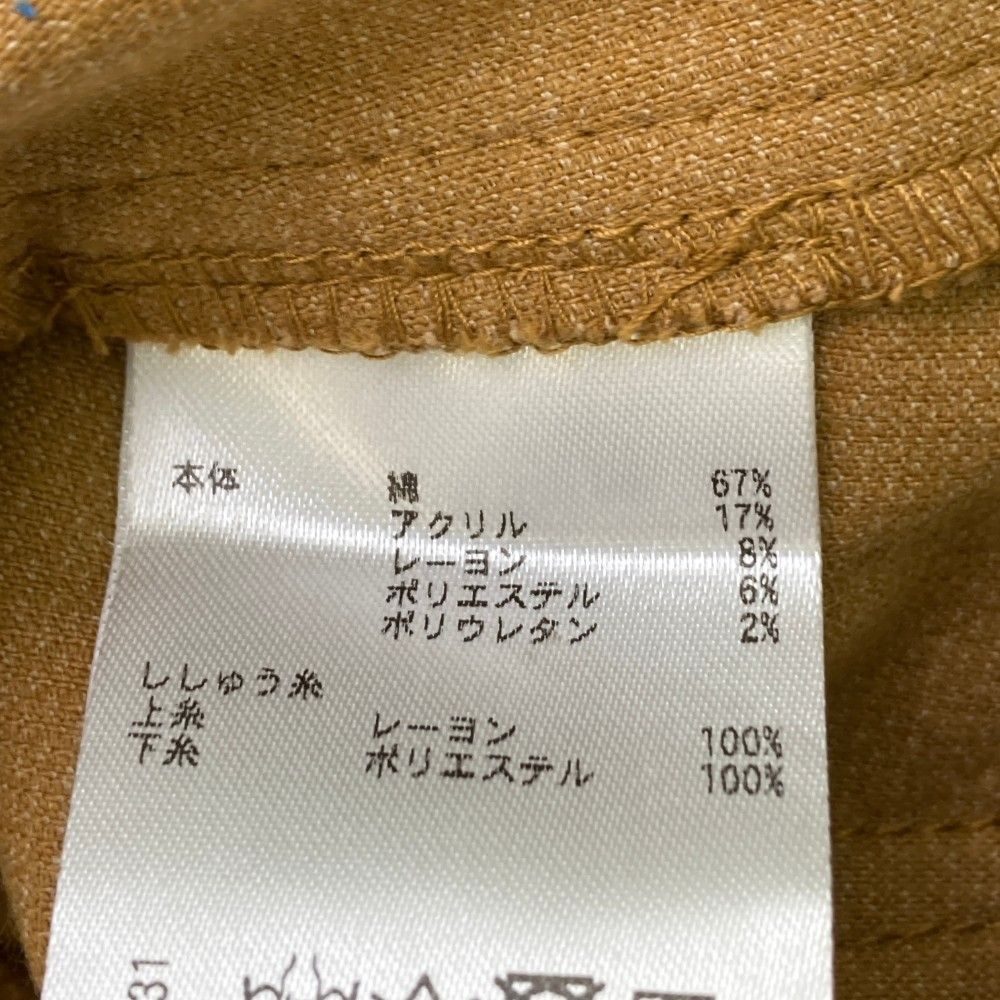 本体 綿 67%
アクリル 17%
レーヨン 8%
ポリエステル 6%
ポリウレタン 2%
ししゅう糸
上糸 レーヨン 100%
下糸 ポリエステル 100%
31